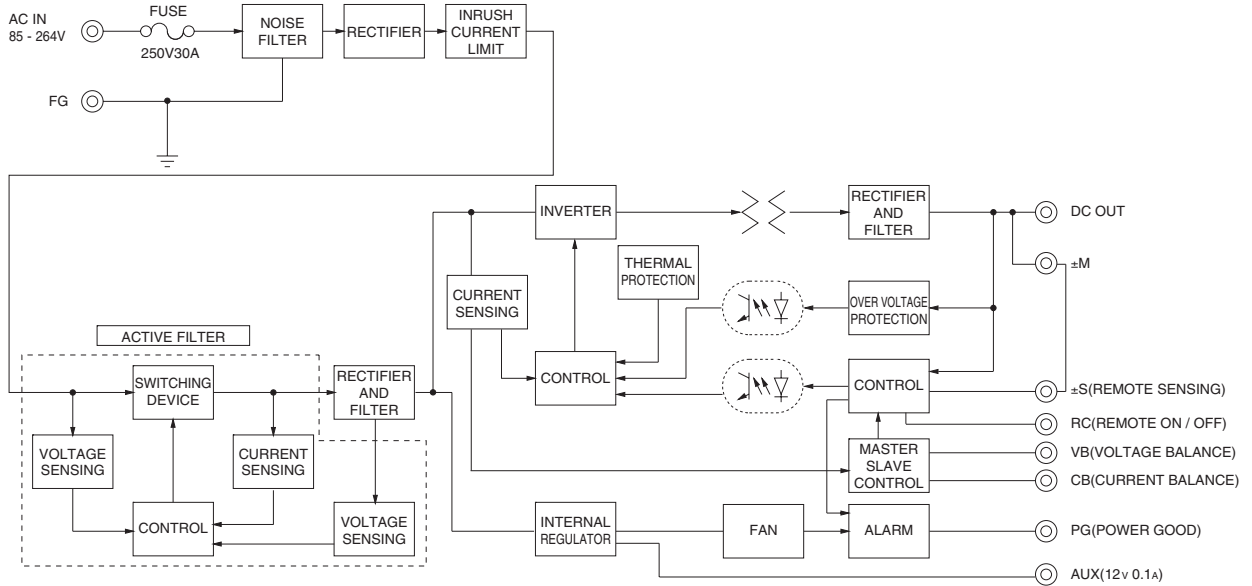 AC IN
85 - 264V
FUSE
250V30A
NOISE
FILTER
RECTIFIER
INRUSH
CURRENT
LIMIT
FG
INVERTER
RECTIFIER
AND
FILTER
DC OUT
THERMAL
PROTECTION
±M
CURRENT
SENSING
OVER VOLTAGE
PROTECTION
ACTIVE FILTER
SWITCHING
DEVICE
RECTIFIER
AND
FILTER
CONTROL
CONTROL
±S(REMOTE SENSING)
RC(REMOTE ON / OFF)
VOLTAGE
SENSING
CURRENT
SENSING
MASTER
SLAVE
CONTROL
VB(VOLTAGE BALANCE)
CB(CURRENT BALANCE)
CONTROL
VOLTAGE
SENSING
INTERNAL
REGULATOR
FAN
ALARM
PG(POWER GOOD)
AUX(12V 0.1A)